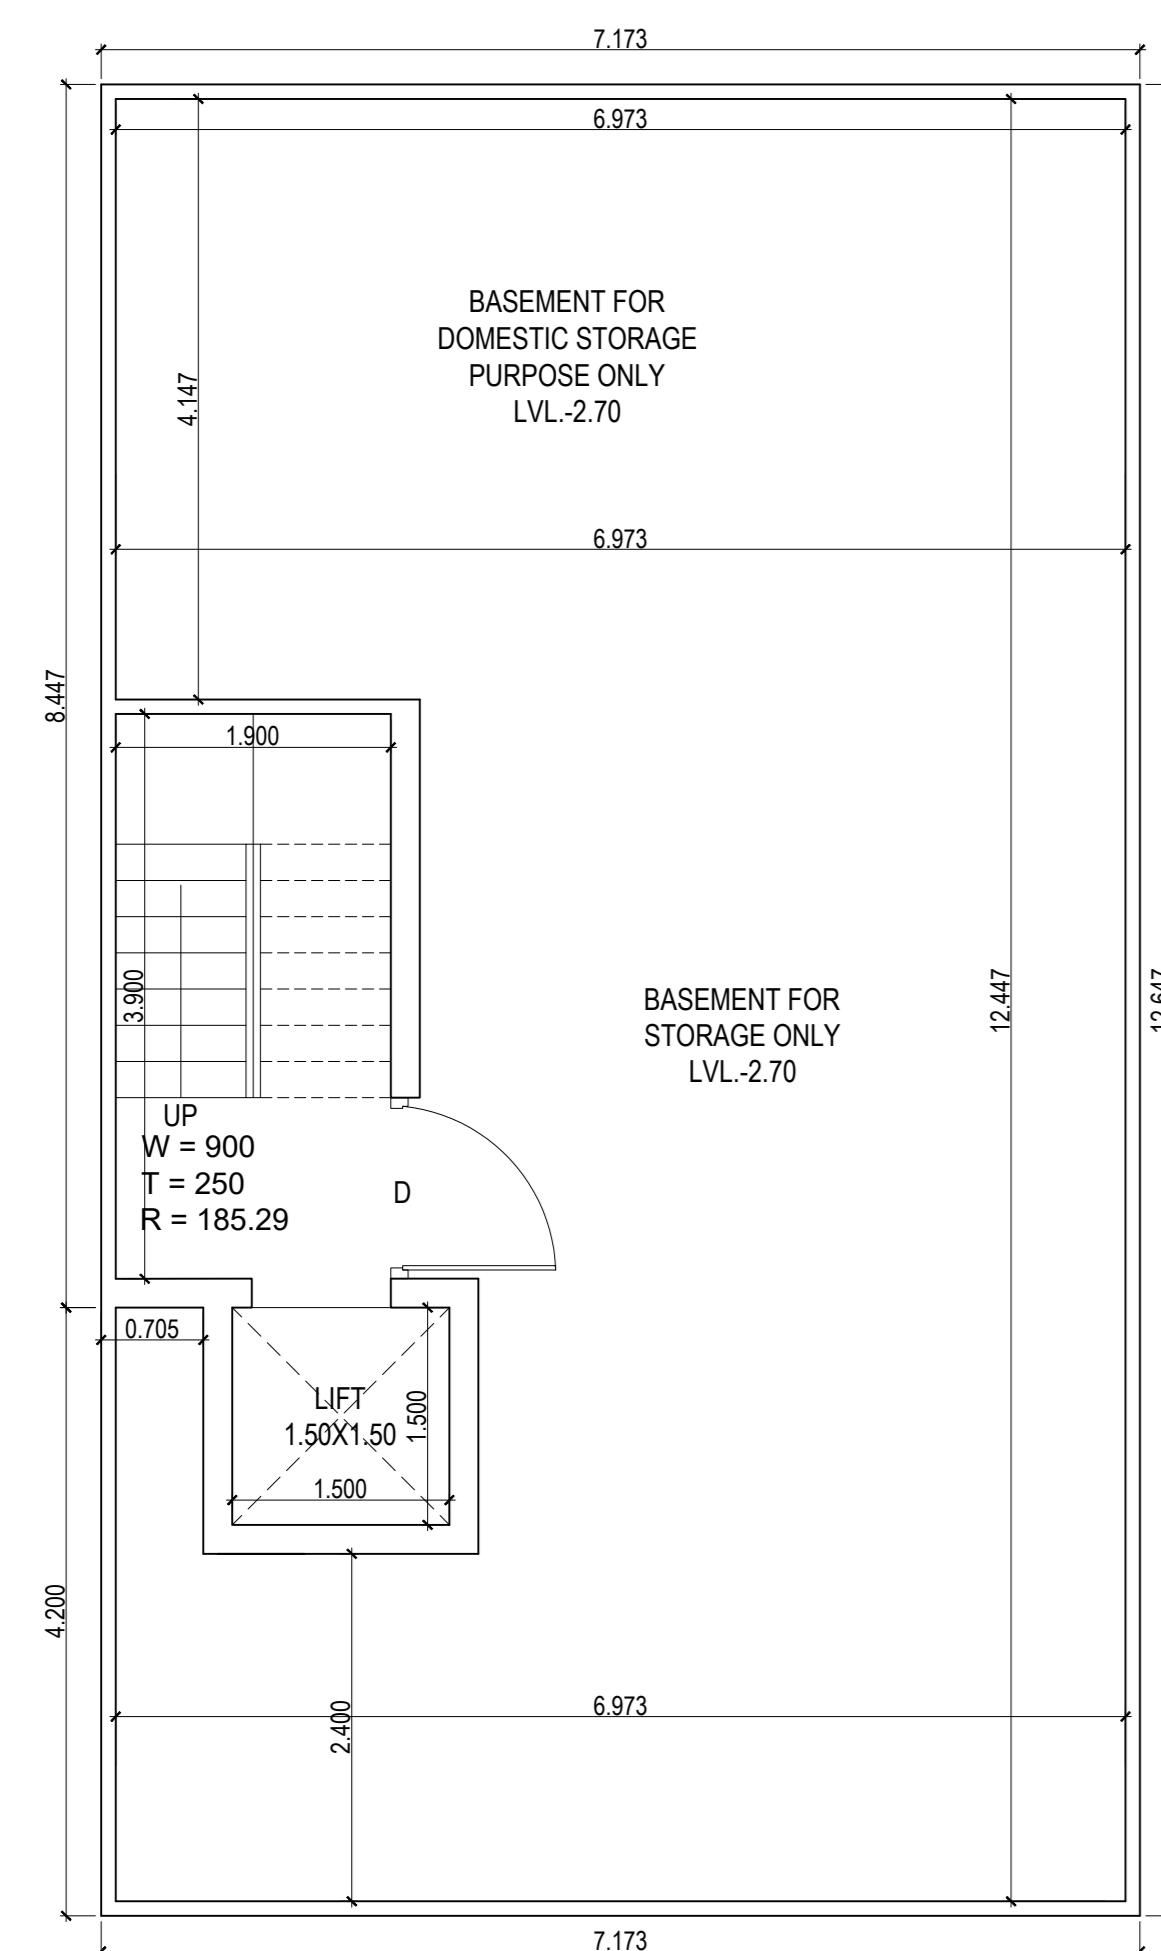 7.173
6.973
BASEMENT FOR
DOMESTIC STORAGE
PURPOSE ONLY
LVL.-2.70
4.147
6.973
8.447
1.900
3.900
BASEMENT FOR
STORAGE ONLY
LVL.-2.70
12.447
12.647
UP
W = 900
T = 250
R = 185.29
D
0.705
LIFT
1.50X1.50
1.500
1.500
4.200
2.400
6.973
7.173